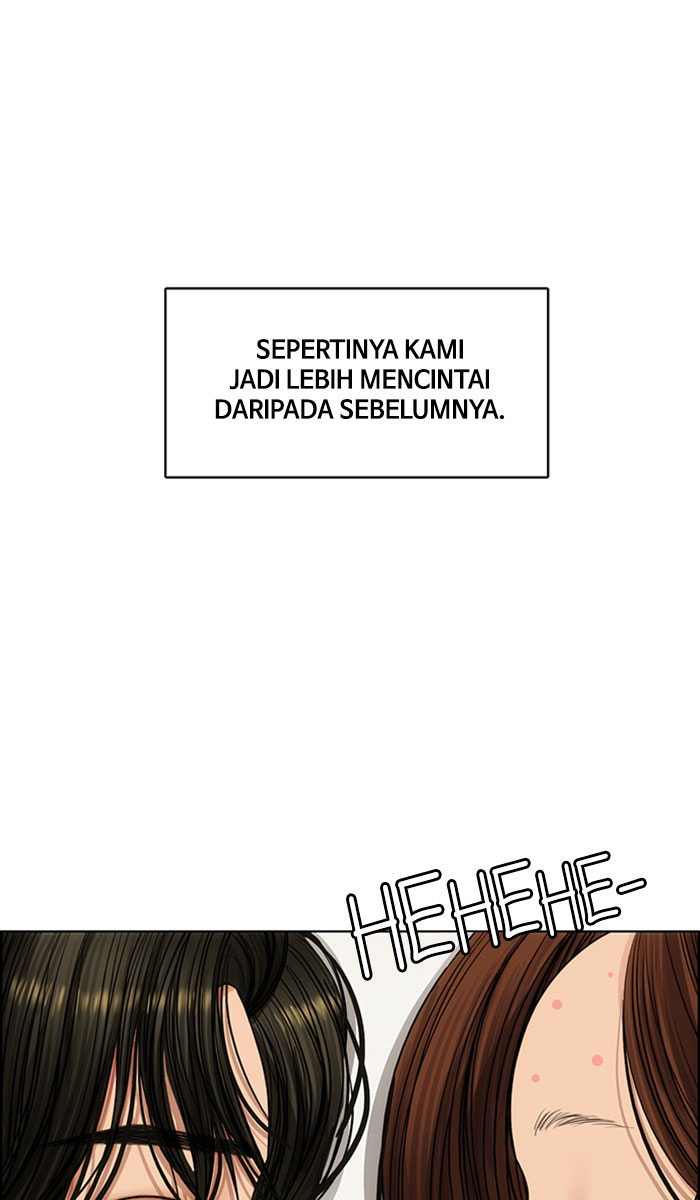 SEPERTINYA KAMI
JADI LEBIH MENCINTAI
DARIPADA SEBELUMNYA.
HEHEHE-